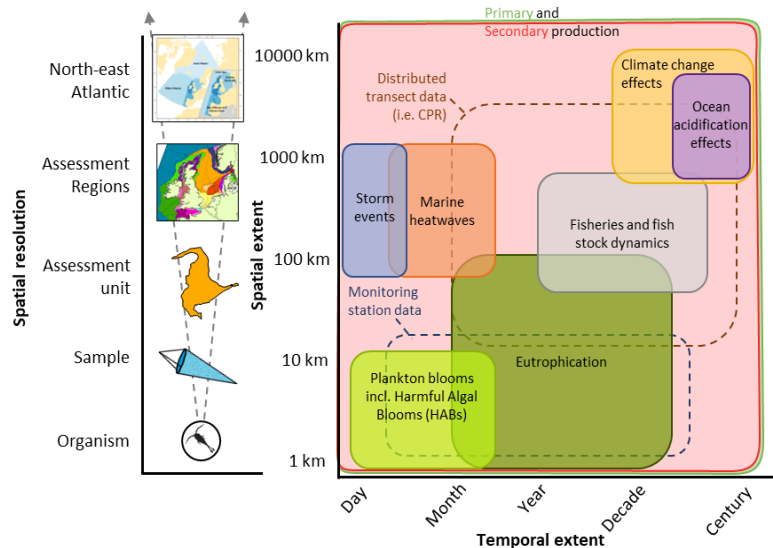 Primary and
Secondary production
10000 km
North-east
Atlantic
Climate change
effects
Distributed
transect data
(i.e. CPR)
Ocean
acidification
effects
1000 km
Assessment
Regions
Storm
events
Marine
heatwaves
Fisheries and fish
stock dynamics
Spatial resolution
Spatial extent
100 km
Assessment
unit
Monitoring
station data
10 km
Sample
Eutrophication
Plankton blooms
incl. Harmful Algal
Blooms (HABs)
Organism
1 km
Day
Month
Year
Decade
Century
Temporal extent